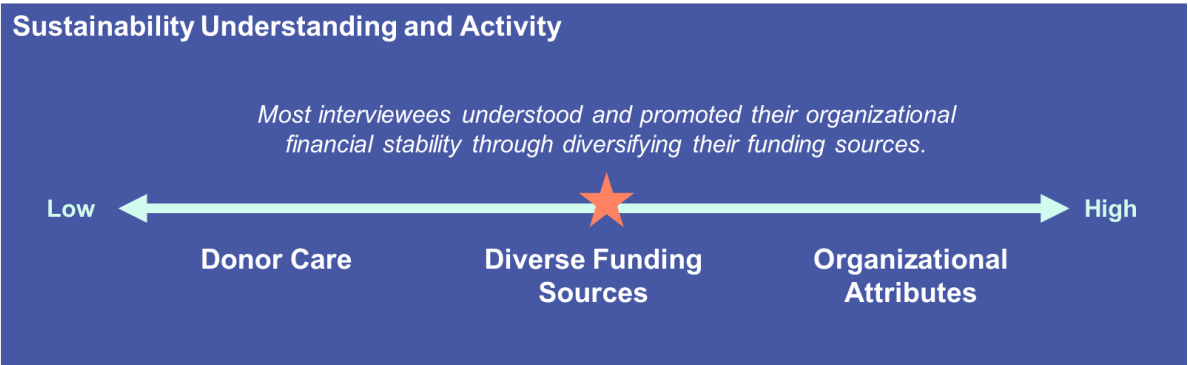 Sustainability Understanding and Activity
Most interviewees understood and promoted their organizational
financial stability through diversifying their funding sources.
Low
High
Donor Care
Diverse Funding
Sources
Organizational
Attributes